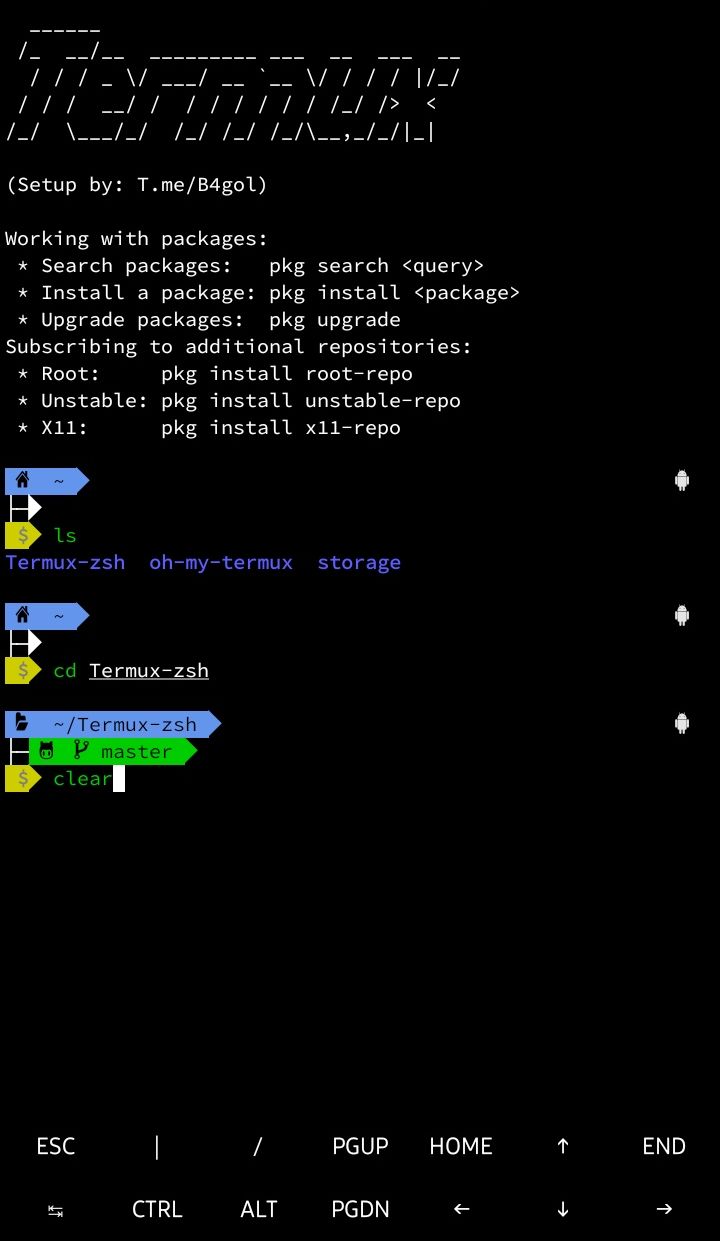 ______
 /_  __/__  _________ ___  __  ___  __
  / / / _ \/ ___/ __ `__ \/ / / / |/_/
 / / /  __/ /  / / / / / / /_/ />  <
/_/  \___/_/  /_/ /_/ /_/\__,_/_/|_|
(Setup by: T.me/B4gol)
Working with packages:
 * Search packages:   pkg search <query>
 * Install a package: pkg install <package>
 * Upgrade packages:  pkg upgrade
Subscribing to additional repositories:
 * Root:     pkg install root-repo
 * Unstable: pkg install unstable-repo
 * X11:      pkg install x11-repo
~
$ ls
Termux-zsh  oh-my-termux  storage
~
$ cd Termux-zsh
~/Termux-zsh
master
$ clear
ESC | / PGUP HOME ↑ END
↹ CTRL ALT PGDN ← ↓ →